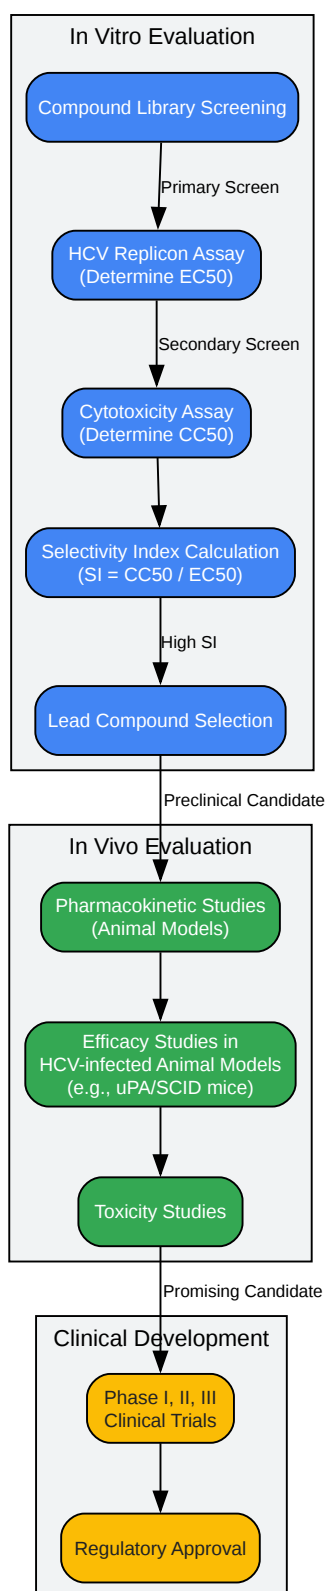 In Vitro Evaluation
Compound Library Screening
Primary Screen
HCV Replicon Assay
(Determine EC50)
Secondary Screen
Cytotoxicity Assay
(Determine CC50)
Selectivity Index Calculation
(SI = CC50 / EC50)
High SI
Lead Compound Selection
Preclinical Candidate
In Vivo Evaluation
Pharmacokinetic Studies
(Animal Models)
Efficacy Studies in
HCV-infected Animal Models
(e.g., uPA/SCID mice)
Toxicity Studies
Promising Candidate
Clinical Development
Phase I, II, III
Clinical Trials
Regulatory Approval